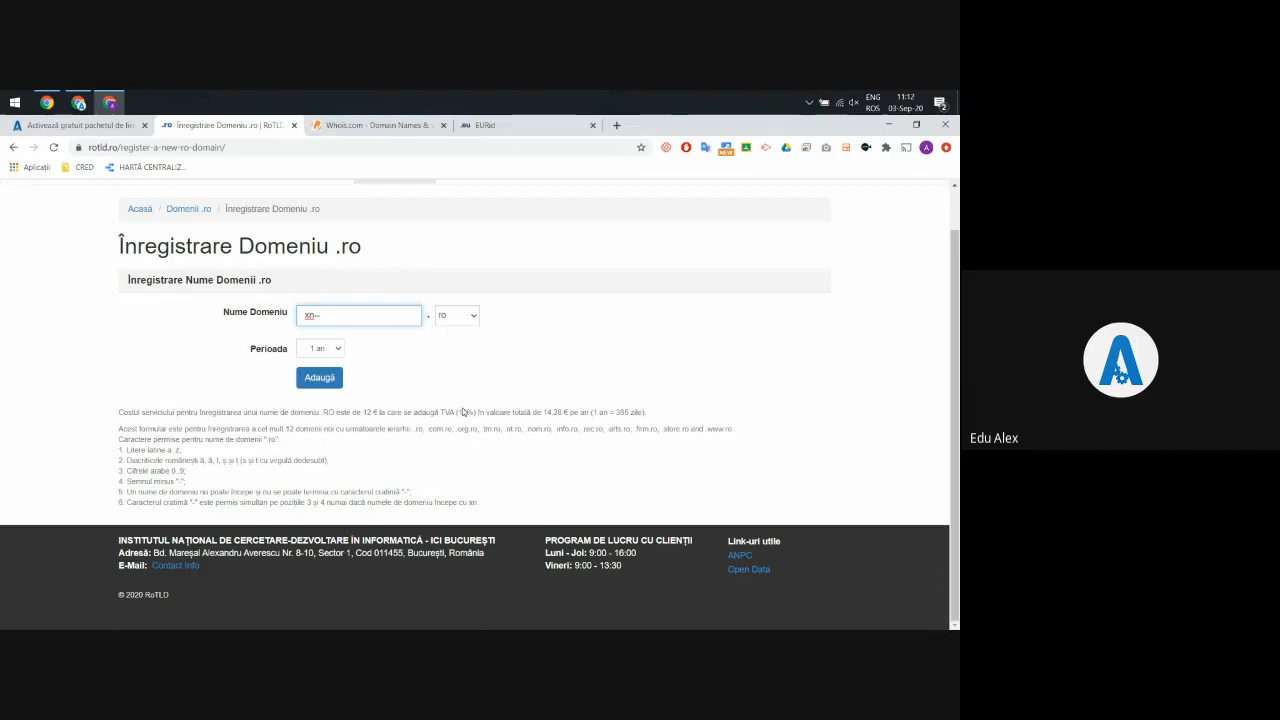 ENG
ROS
11:12
03-Sep-20
2
Activează gratuit pachetul de lice
Înregistrare Domeniu .ro | RoTLD
Whois.com - Domain Names &
EURid
rotld.ro/register-a-new-ro-domain/
NEW
A
Aplicații
CRED
HARTĂ CENTRALIZ...
Acasă / Domenii .ro / Înregistrare Domeniu .ro
Înregistrare Domeniu .ro
Înregistrare Nume Domenii .ro
Nume Domeniu xn-- . ro
Perioada 1 an
Adaugă
Costul serviciului pentru înregistrarea unui nume de domeniu .RO este de 12 € la care se adaugă TVA în valoare totală de 14,28 € pe an (1 an = 365 zile).
Acest formular este pentru înregistrarea a cel mult 12 domenii noi cu urmatoarele ierarhii: .ro, .com.ro, .org.ro, .tm.ro, .nt.ro, .nom.ro, .info.ro, .rec.ro, .arts.ro, .firm.ro, .store.ro and .www.ro.
Caractere permise pentru nume de domenii ".ro":
1. Litere latine a..z;
2. Diacriticele românești ă, â, î, ș și ț (s și t cu virgulă dedesubt);
3. Cifrele arabe 0..9;
4. Semnul minus "-";
5. Un nume de domeniu nu poate începe și nu se poate termina cu caracterul cratimă "-";
6. Caracterul cratimă "-" este permis simultan pe pozițiile 3 și 4 numai dacă numele de domeniu începe cu xn.
INSTITUTUL NAȚIONAL DE CERCETARE-DEZVOLTARE ÎN INFORMATICĂ - ICI BUCUREȘTI
Adresă: Bd. Mareșal Alexandru Averescu Nr. 8-10, Sector 1, Cod 011455, București, România
E-Mail: Contact Info
PROGRAM DE LUCRU CU CLIENȚII
Luni - Joi: 9:00 - 16:00
Vineri: 9:00 - 13:30
Link-uri utile
ANPC
Open Data
© 2020 RoTLD
Edu Alex